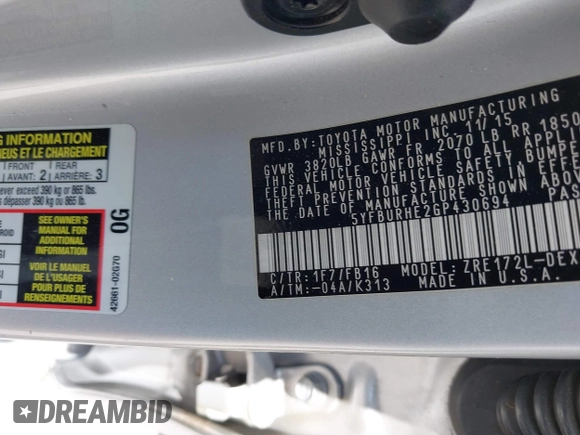 G INFORMATION
NEUS ET LE CHARGEMENT
FRONT REAR
AVANT: 2 ARRIÈRE: 3
never exceed 390 kg or 865 lbs.
dépasser 390 kg ou 865 lb.
SEE OWNER'S
MANUAL FOR
ADDITIONAL
INFORMATION
VOIR LE MANUEL
DE L'USAGER
POUR PLUS DE
RENSEIGNEMENTS
0G
42661-02G70
MFD.BY: TOYOTA MOTOR MANUFACTURING
MISSISSIPPI INC. 11/15
GVWR 3820LB GAWR FR 2070 LB RR 1850
THIS VEHICLE CONFORMS TO ALL APPLI
FEDERAL MOTOR VEHICLE SAFETY, BUMPE
THEFT PREVENTION STANDARDS IN EFFEC
THE DATE OF MANUFACTURE SHOWN ABOV
5YFBURHE2GP430694 PAS
C/TR: 1F7/FB16 MODEL: ZRE172L-DEX
A/TM: -04A/K313 MADE IN U.S.A.
DREAMBID